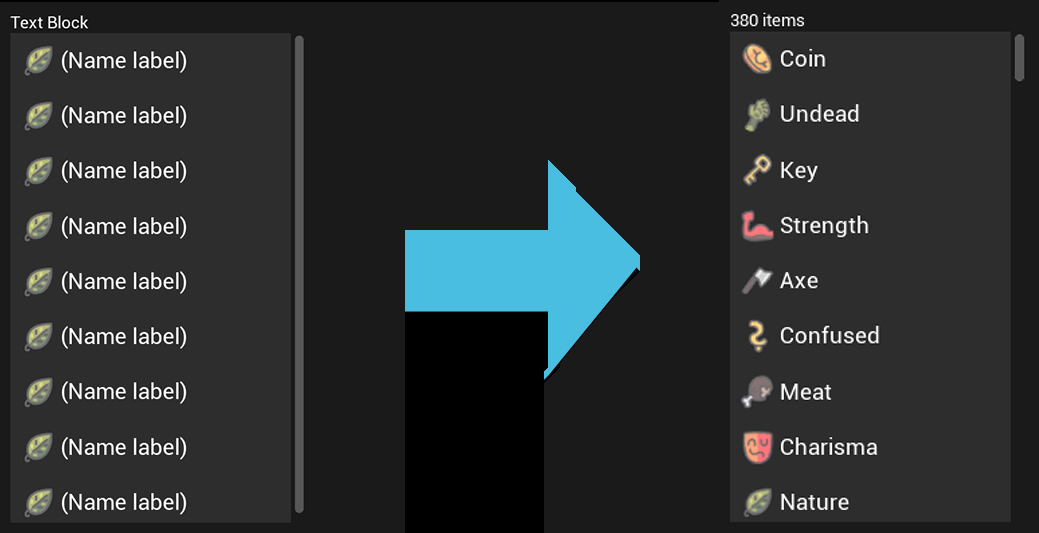 Text Block
(Name label)
(Name label)
(Name label)
(Name label)
(Name label)
(Name label)
(Name label)
(Name label)
(Name label)
380 items
Coin
Undead
Key
Strength
Axe
Confused
Meat
Charisma
Nature